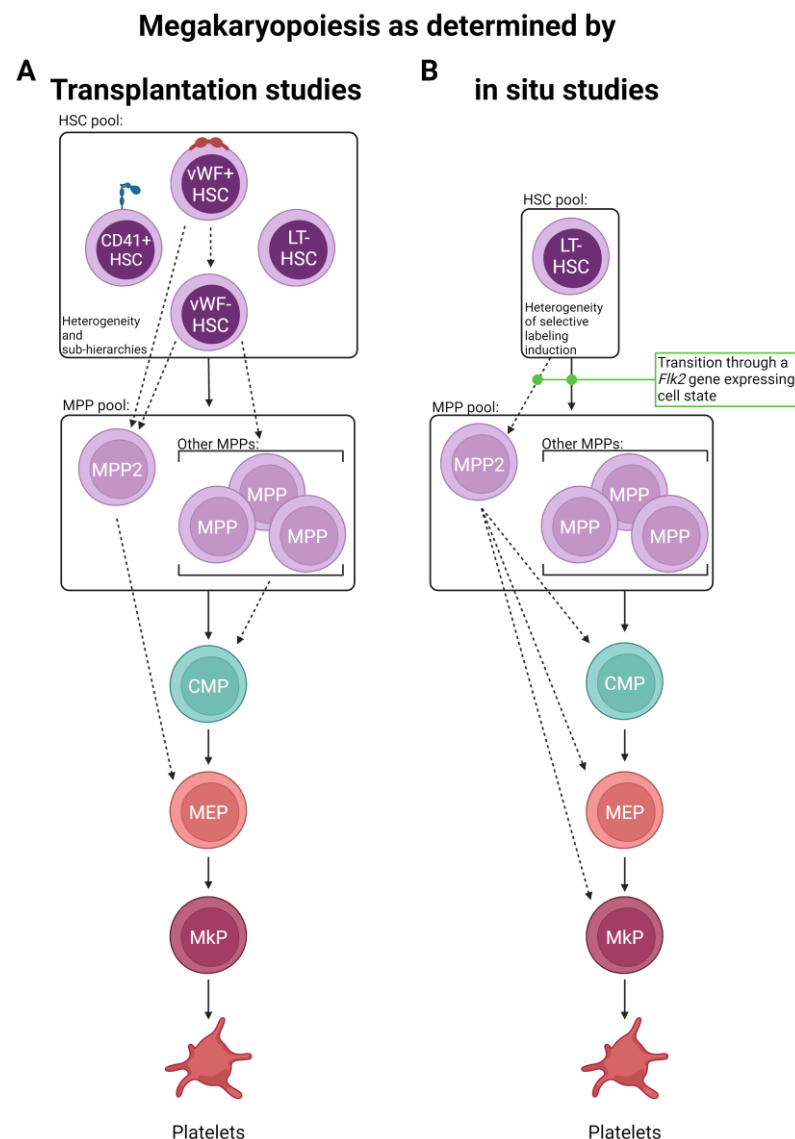 Megakaryopoiesis as determined by
A
Transplantation studies
HSC pool:
vWF+
HSC
CD41+
HSC
LT-
HSC
vWF-
HSC
Heterogeneity
and
sub-hierarchies
MPP pool:
MPP2
Other MPPs:
MPP
MPP
MPP
CMP
MEP
MkP
Platelets
B
in situ studies
HSC pool:
LT-
HSC
Heterogeneity
of selective
labeling
induction
Transition through a
Flk2 gene expressing
cell state
MPP pool:
MPP2
Other MPPs:
MPP
MPP
MPP
CMP
MEP
MkP
Platelets